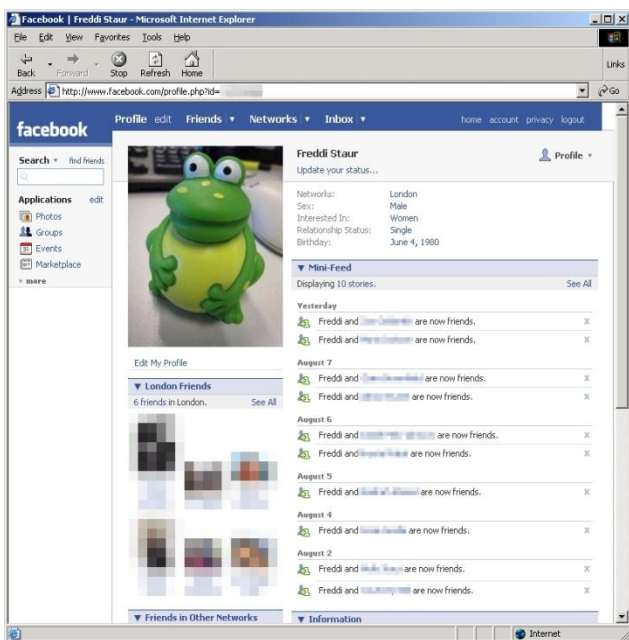 Facebook | Freddi Staur - Microsoft Internet Explorer
File Edit View Favorites Tools Help
Back Forward Stop Refresh Home Links
Address http://www.facebook.com/profile.php?id= Go
facebook
Profile edit Friends Networks Inbox home account privacy logout
Search find friends
Applications edit
Photos
Groups
Events
Marketplace
more
Edit My Profile
London Friends
6 friends in London. See All
Friends in Other Networks
Freddi Staur Profile
Update your status...
Networks: London
Sex: Male
Interested In: Women
Relationship Status: Single
Birthday: June 4, 1980
Mini-Feed
Displaying 10 stories. See All
Yesterday
Freddi and are now friends. x
Freddi and are now friends. x
August 7
Freddi and are now friends. x
Freddi and are now friends. x
August 6
Freddi and are now friends. x
Freddi and are now friends. x
August 5
Freddi and are now friends. x
August 4
Freddi and are now friends. x
August 2
Freddi and are now friends. x
Freddi and are now friends. x
Information
Internet